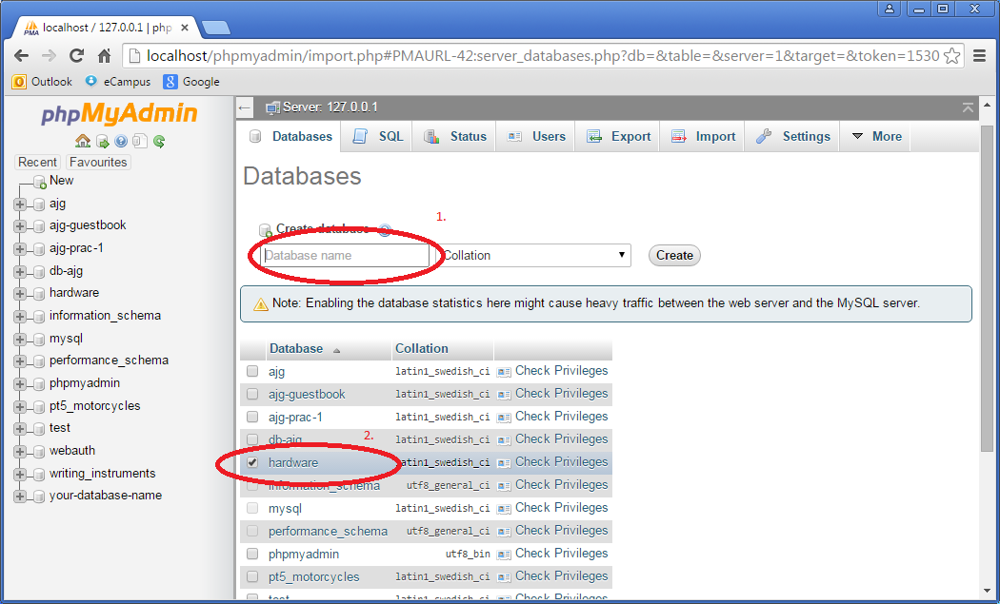 localhost / 127.0.0.1 | php
localhost/phpmyadmin/import.php#PMAURL-42:server_databases.php?db=&table=&server=1&target=&token=1530
Outlook eCampus Google
phpMyAdmin
Recent Favourites
New
ajg
ajg-guestbook
ajg-prac-1
db-ajg
hardware
information_schema
mysql
performance_schema
phpmyadmin
pt5_motorcycles
test
webauth
writing_instruments
your-database-name
Server: 127.0.0.1
Databases SQL Status Users Export Import Settings More
Databases
1.
Create database
Database name Collation Create
Note: Enabling the database statistics here might cause heavy traffic between the web server and the MySQL server.
Database Collation
ajg latin1_swedish_ci Check Privileges
ajg-guestbook latin1_swedish_ci Check Privileges
ajg-prac-1 latin1_swedish_ci Check Privileges
db-ajg latin1_swedish_ci Check Privileges
2.
hardware latin1_swedish_ci Check Privileges
information_schema utf8_general_ci Check Privileges
mysql latin1_swedish_ci Check Privileges
performance_schema utf8_general_ci Check Privileges
phpmyadmin utf8_bin Check Privileges
pt5_motorcycles latin1_swedish_ci Check Privileges
test latin1_swedish_ci Check Privileges